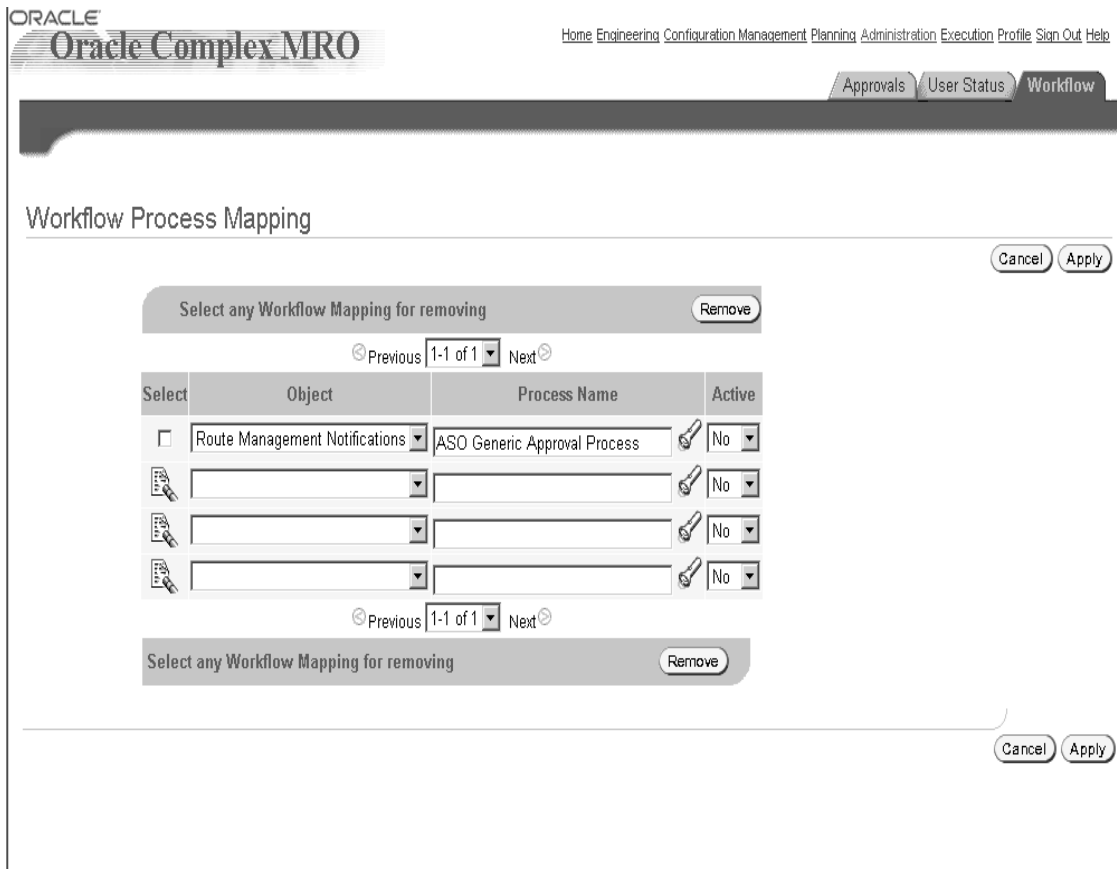 ORACLE
Oracle Complex MRO
Home Engineering Configuration Management Planning Administration Execution Profile Sign Out Help
Approvals User Status Workflow
Workflow Process Mapping
Cancel Apply
Select any Workflow Mapping for removing Remove
Previous 1-1 of 1 Next
Select Object Process Name Active
Route Management Notifications ASO Generic Approval Process No
No
No
No
Previous 1-1 of 1 Next
Select any Workflow Mapping for removing Remove
Cancel Apply